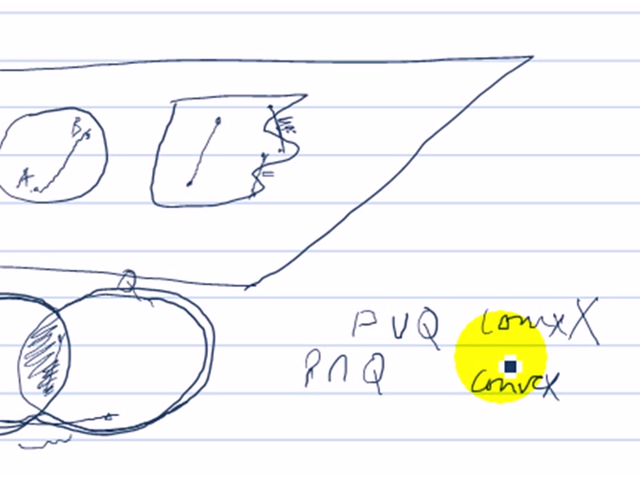 B
A
Q
P ∪ Q convex X
P ∩ Q convex